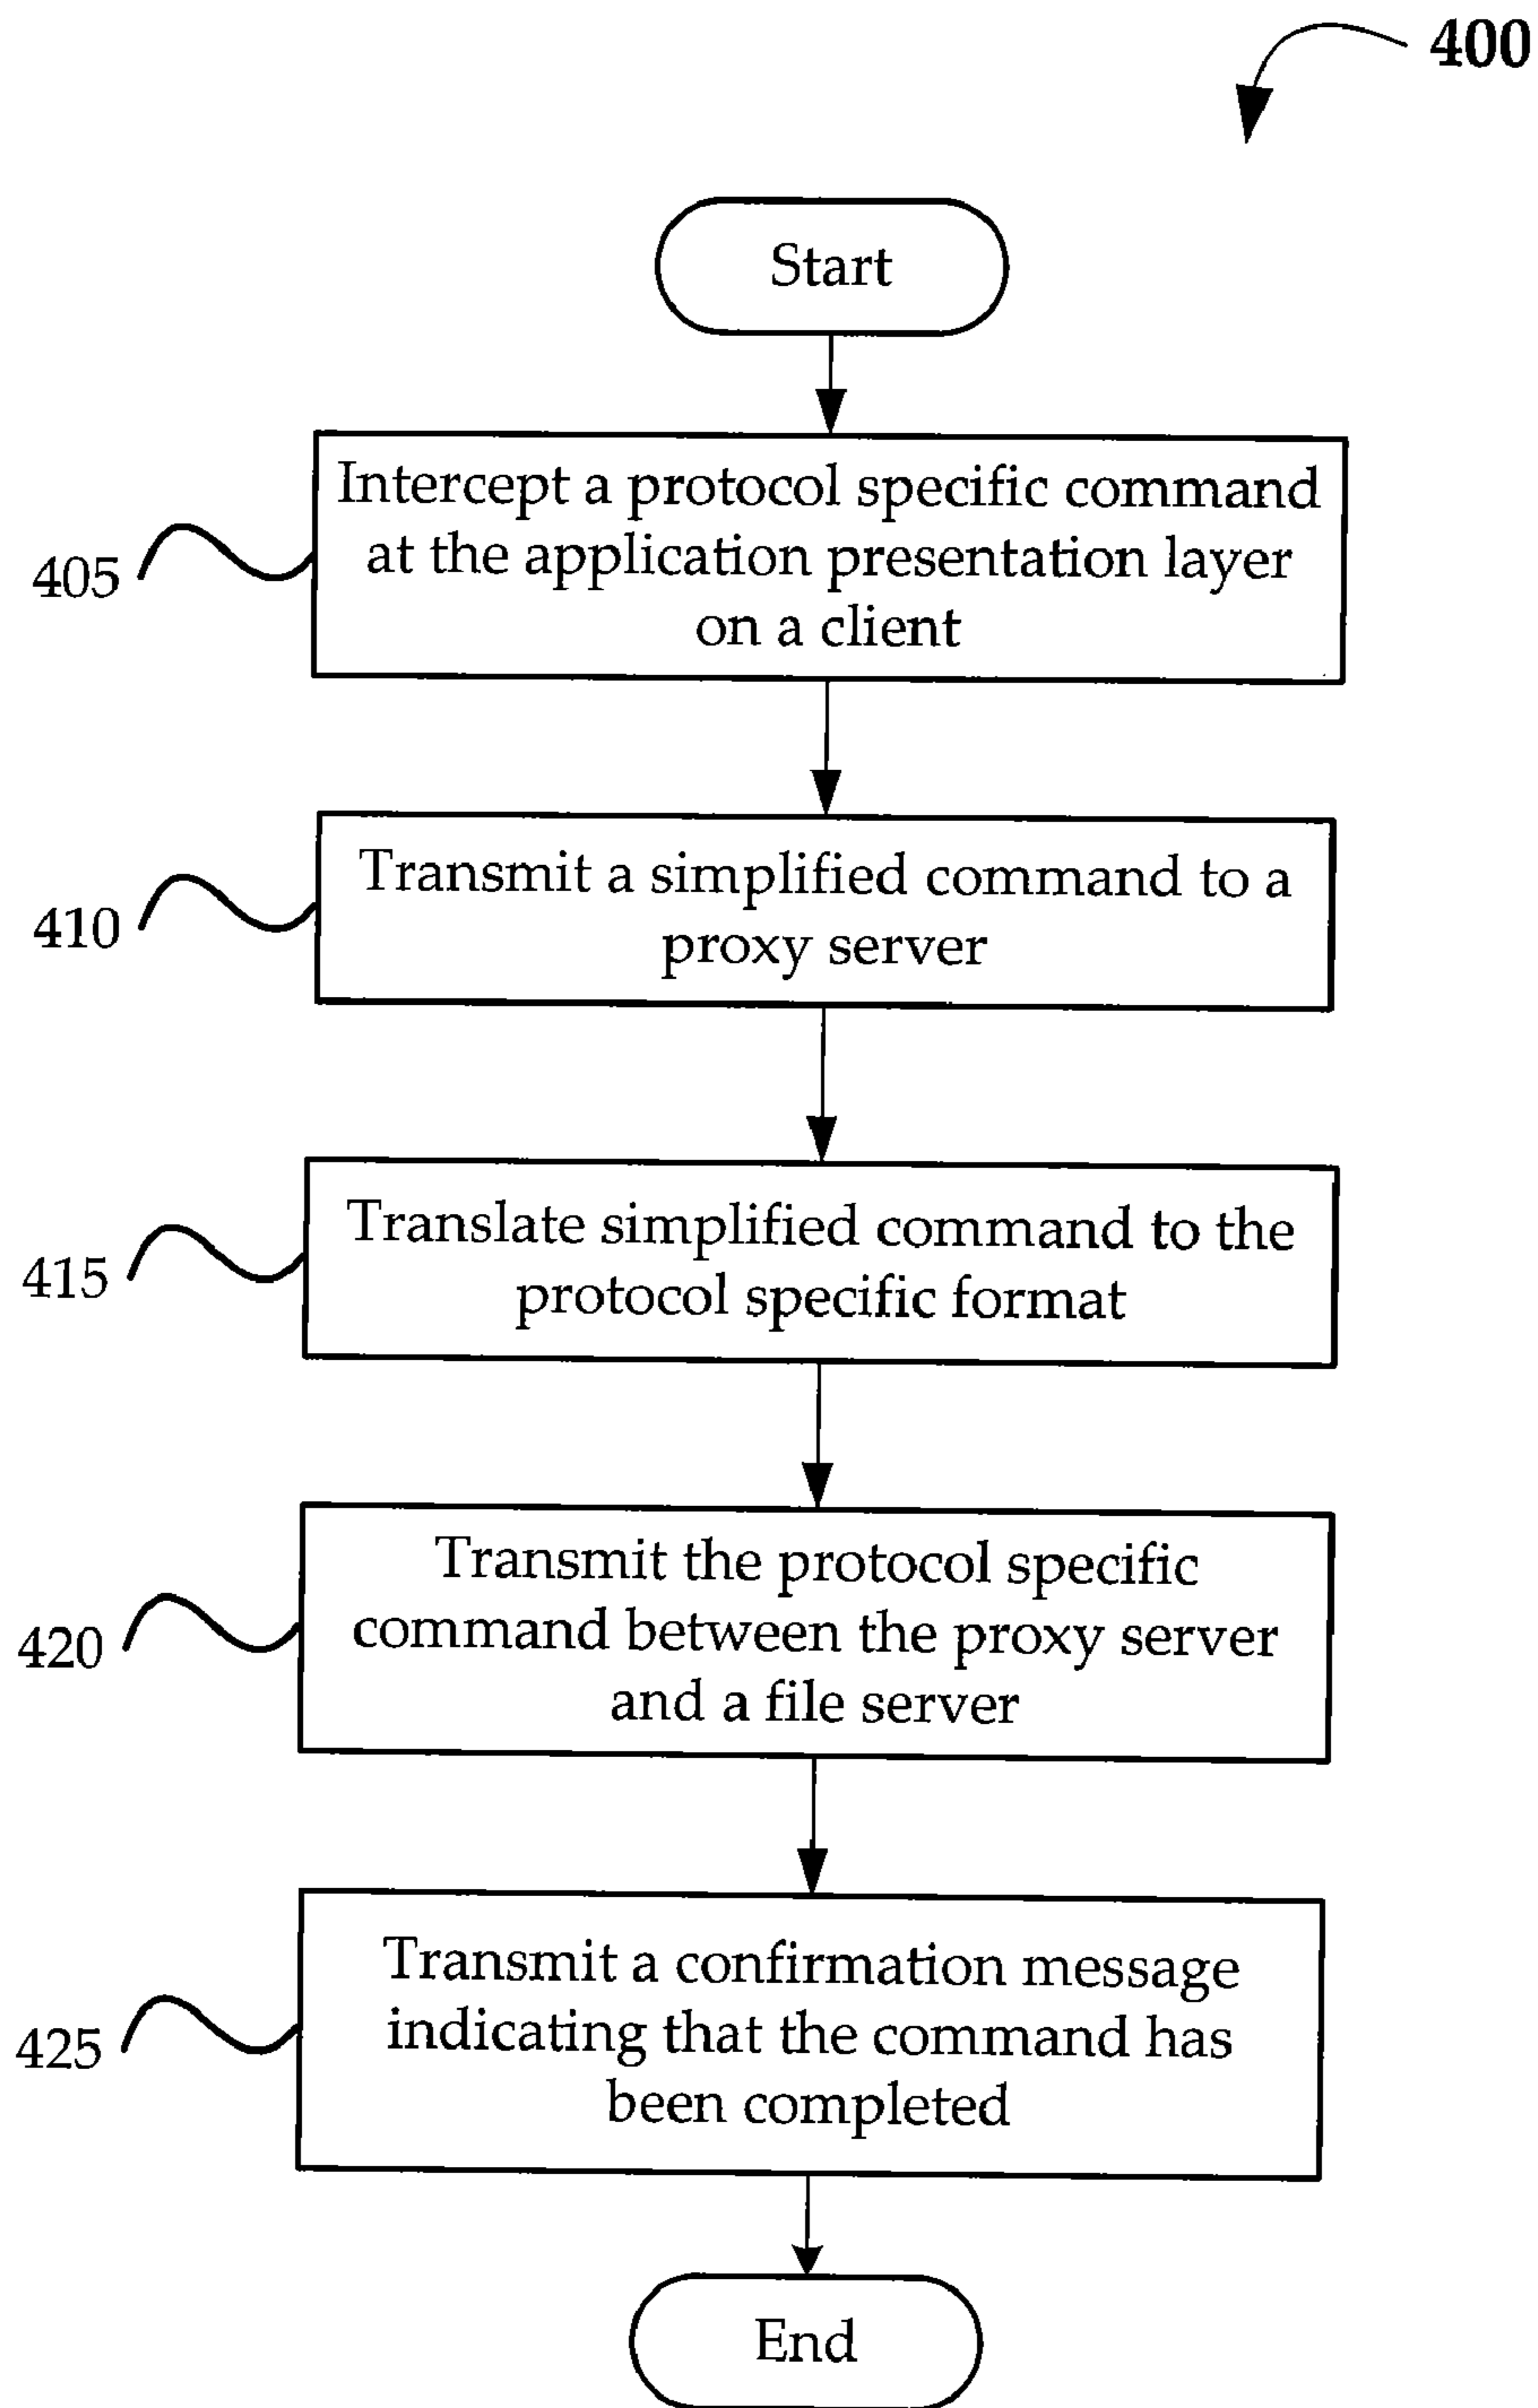 400
Start
Intercept a protocol specific command
at the application presentation layer
on a client
405
Transmit a simplified command to a
proxy server
410
Translate simplified command to the
protocol specific format
415
Transmit the protocol specific
command between the proxy server
and a file server
420
Transmit a confirmation message
indicating that the command has
been completed
425
End